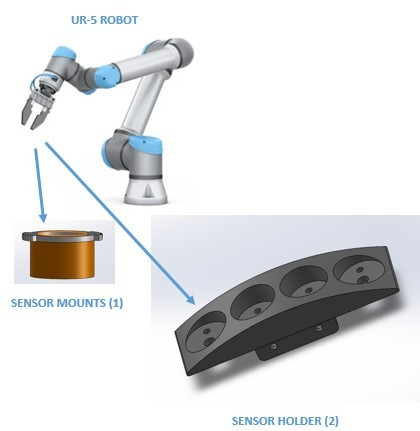 UR-5 ROBOT
SENSOR MOUNTS (1)
SENSOR HOLDER (2)